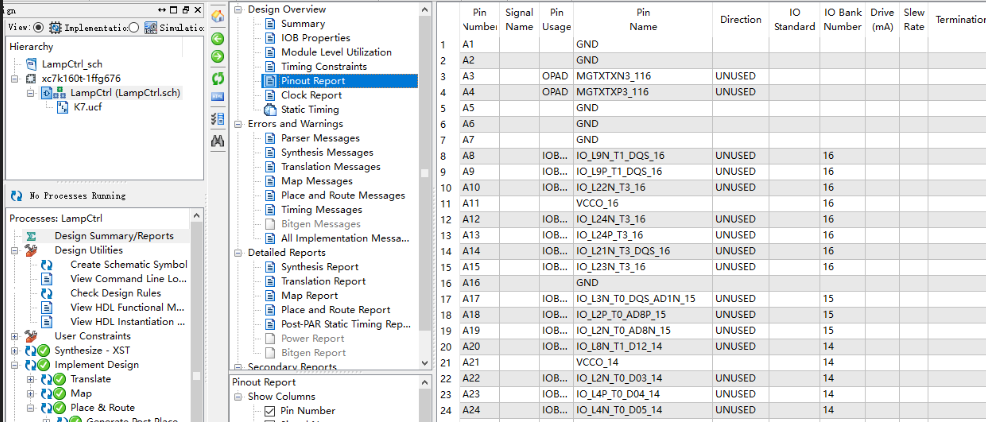 ign
View: Implementation Simulation
Hierarchy
LampCtrl_sch
xc7k160t-1ffg676
LampCtrl (LampCtrl.sch)
K7.ucf
No Processes Running
Processes: LampCtrl
Design Summary/Reports
Design Utilities
Create Schematic Symbol
View Command Line Lo...
Check Design Rules
View HDL Functional M...
View HDL Instantiation ...
User Constraints
Synthesize - XST
Implement Design
Translate
Map
Place & Route
Generate Post-Place
Design Overview
Summary
IOB Properties
Module Level Utilization
Timing Constraints
Pinout Report
Clock Report
Static Timing
Errors and Warnings
Parser Messages
Synthesis Messages
Translation Messages
Map Messages
Place and Route Messages
Timing Messages
Bitgen Messages
All Implementation Messa...
Detailed Reports
Synthesis Report
Translation Report
Map Report
Place and Route Report
Post-PAR Static Timing Rep...
Power Report
Bitgen Report
Secondary Reports
Pinout Report
Show Columns
Pin Number
Pin Number Signal Name Pin Usage Pin Name Direction IO Standard IO Bank Number Drive (mA) Slew Rate Termination
1 A1 GND
2 A2 GND
3 A3 OPAD MGTXTXN3_116 UNUSED
4 A4 OPAD MGTXTXP3_116 UNUSED
5 A5 GND
6 A6 GND
7 A7 GND
8 A8 IOB... IO_L9N_T1_DQS_16 UNUSED 16
9 A9 IOB... IO_L9P_T1_DQS_16 UNUSED 16
10 A10 IOB... IO_L22N_T3_16 UNUSED 16
11 A11 VCCO_16 16
12 A12 IOB... IO_L24N_T3_16 UNUSED 16
13 A13 IOB... IO_L24P_T3_16 UNUSED 16
14 A14 IOB... IO_L21N_T3_DQS_16 UNUSED 16
15 A15 IOB... IO_L23N_T3_16 UNUSED 16
16 A16 GND
17 A17 IOB... IO_L3N_T0_DQS_AD1N_15 UNUSED 15
18 A18 IOB... IO_L2P_T0_AD8P_15 UNUSED 15
19 A19 IOB... IO_L2N_T0_AD8N_15 UNUSED 15
20 A20 IOB... IO_L8N_T1_D12_14 UNUSED 14
21 A21 VCCO_14 14
22 A22 IOB... IO_L2N_T0_D03_14 UNUSED 14
23 A23 IOB... IO_L4P_T0_D04_14 UNUSED 14
24 A24 IOB... IO_L4N_T0_D05_14 UNUSED 14